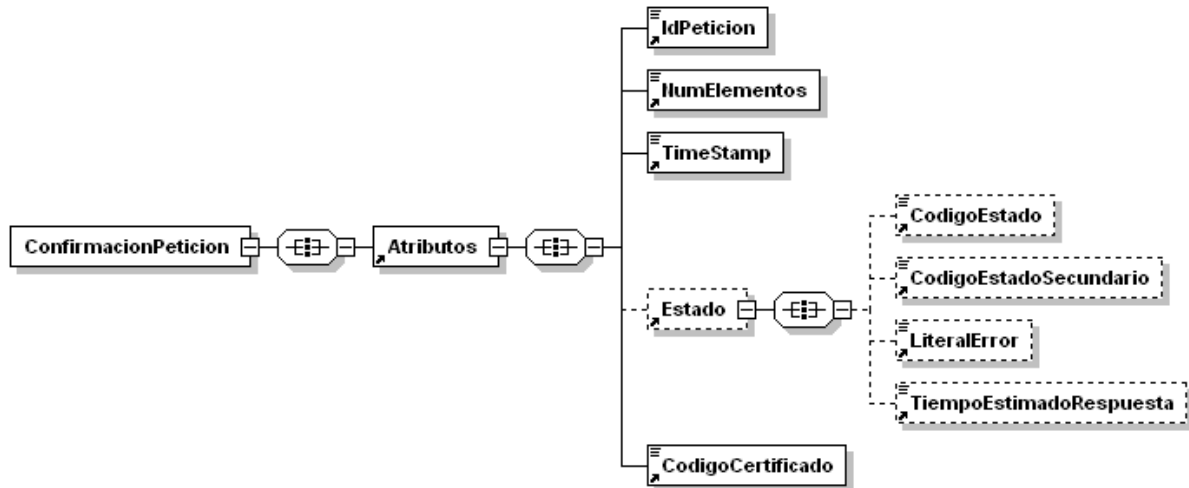 IdPeticion
NumElementos
TimeStamp
CodigoEstado
ConfirmacionPeticion
Atributos
CodigoEstadoSecundario
Estado
LiteralError
TiempoEstimadoRespuesta
CodigoCertificado